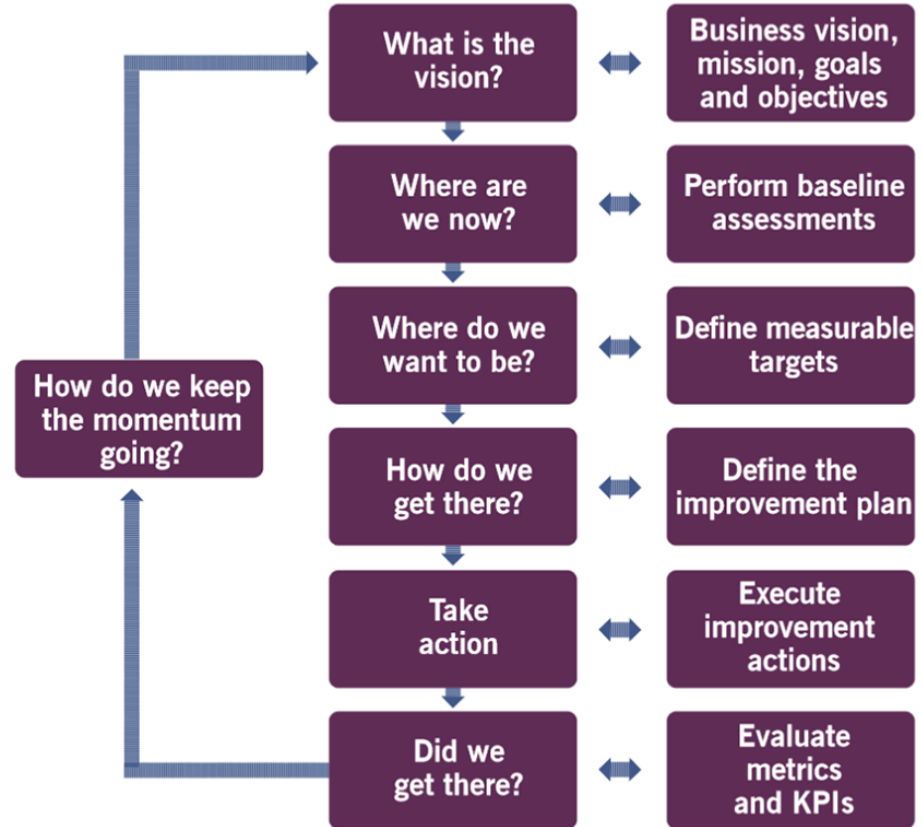 What is the
vision?
Business vision,
mission, goals
and objectives
Where are
we now?
Perform baseline
assessments
Where do we
want to be?
Define measurable
targets
How do we keep
the momentum
going?
How do we
get there?
Define the
improvement plan
Take
action
Execute
improvement
actions
Did we
get there?
Evaluate
metrics
and KPIs